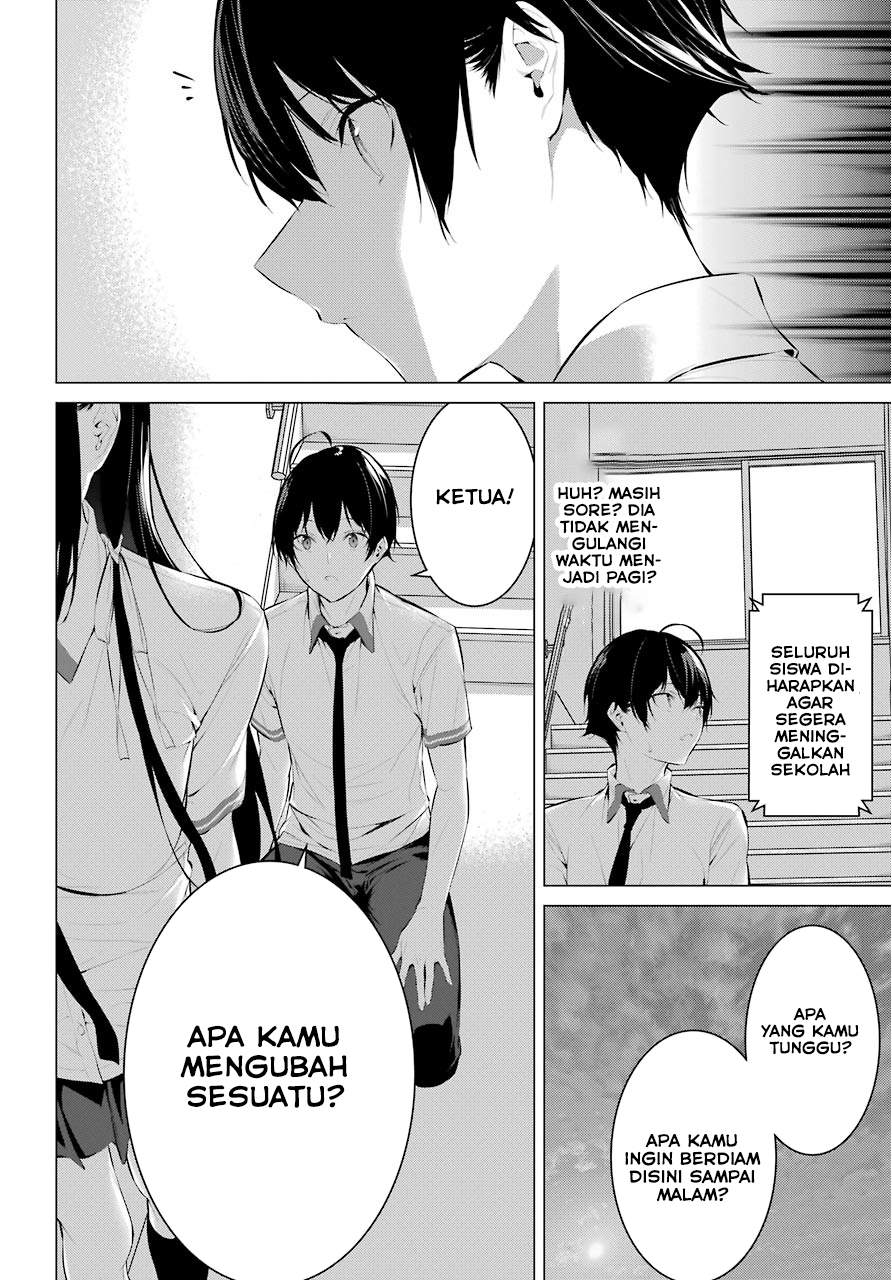 HUH? MASIH
SORE? DIA
TIDAK MEN-
GULANGI
WAKTU MEN-
JADI PAGI?
SELURUH
SISWA DI-
HARAPKAN
AGAR
SEGERA
MENING-
GALKAN
SEKOLAH
APA
YANG KAMU
TUNGGU?
APA KAMU
INGIN BERDIAM
DISINI SAMPAI
MALAM?
KETUA!
APA KAMU
MENGUBAH
SESUATU?